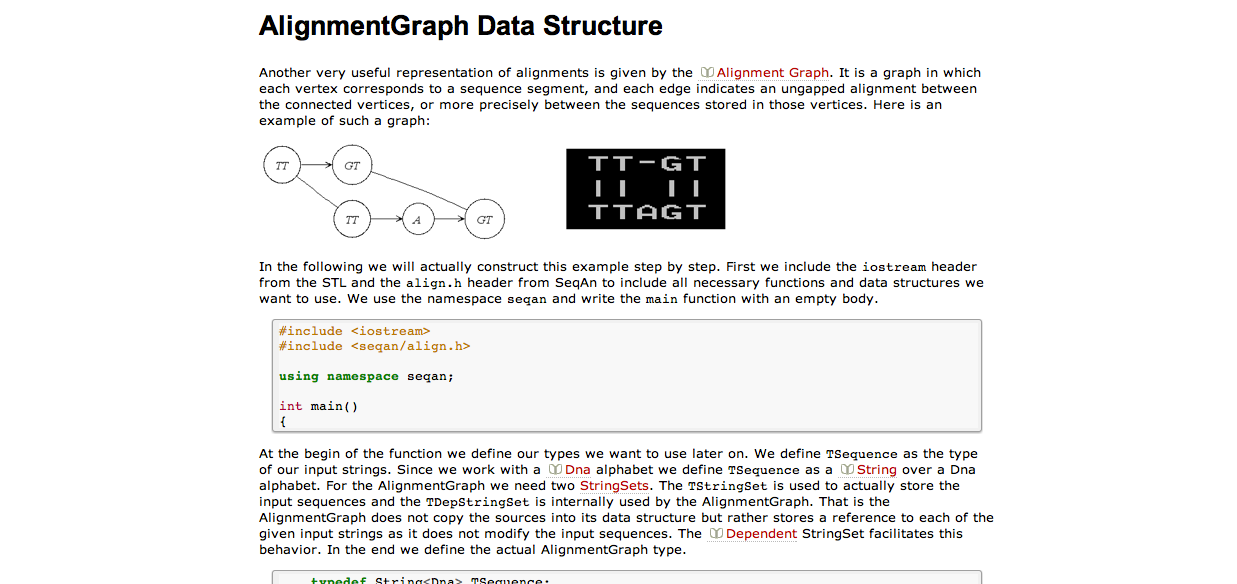 AlignmentGraph Data Structure
Another very useful representation of alignments is given by the Alignment Graph. It is a graph in which
each vertex corresponds to a sequence segment, and each edge indicates an ungapped alignment between
the connected vertices, or more precisely between the sequences stored in those vertices. Here is an
example of such a graph:
TT GT
TT A GT
TT-GT
|| ||
TTAGT
In the following we will actually construct this example step by step. First we include the iostream header
from the STL and the align.h header from SeqAn to include all necessary functions and data structures we
want to use. We use the namespace seqan and write the main function with an empty body.
#include <iostream>
#include <seqan/align.h>
using namespace seqan;
int main()
{
At the begin of the function we define our types we want to use later on. We define TSequence as the type
of our input strings. Since we work with a Dna alphabet we define TSequence as a String over a Dna
alphabet. For the AlignmentGraph we need two StringSets. The TStringSet is used to actually store the
input sequences and the TDepStringSet is internally used by the AlignmentGraph. That is the
AlignmentGraph does not copy the sources into its data structure but rather stores a reference to each of the
given input strings as it does not modify the input sequences. The Dependent StringSet facilitates this
behavior. In the end we define the actual AlignmentGraph type.
typedef String<Dna> TSequence;